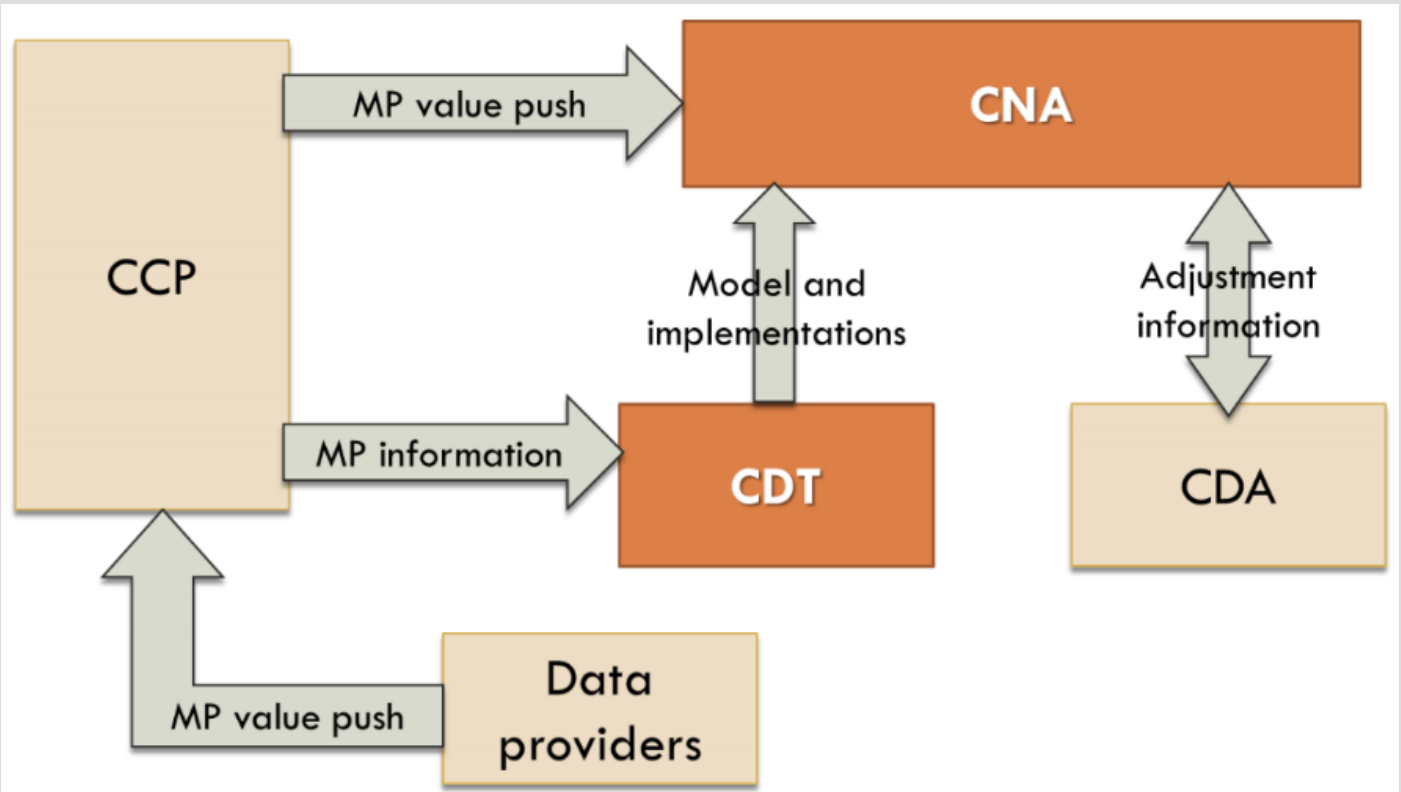 MP value push
CNA
CCP
Model and
implementations
Adjustment
information
MP information
CDT
CDA
Data
providers
MP value push